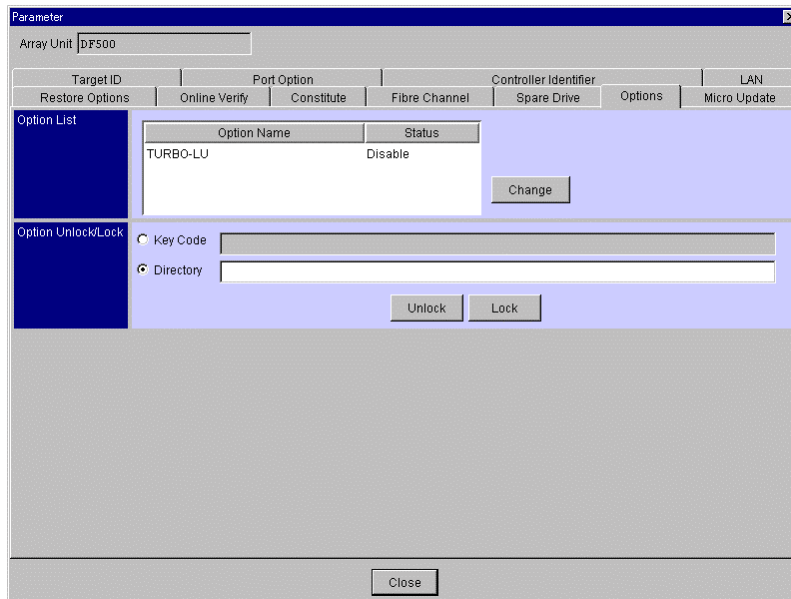 Parameter
Array Unit DF500
Target ID Port Option Controller Identifier LAN
Restore Options Online Verify Constitute Fibre Channel Spare Drive Options Micro Update
Option List
Option Name Status
TURBO-LU Disable
Change
Option Unlock/Lock
Key Code
Directory
Unlock Lock
Close